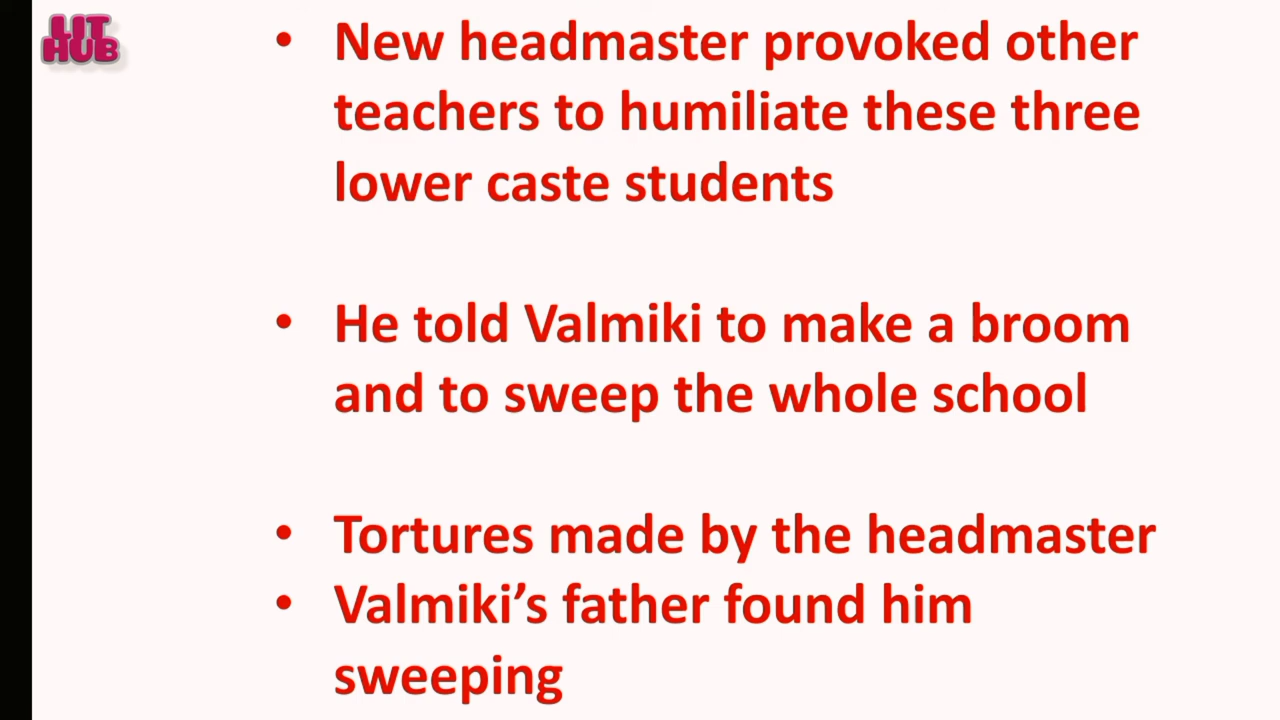 LIT
HUB
• New headmaster provoked other
teachers to humiliate these three
lower caste students
• He told Valmiki to make a broom
and to sweep the whole school
• Tortures made by the headmaster
• Valmiki’s father found him
sweeping